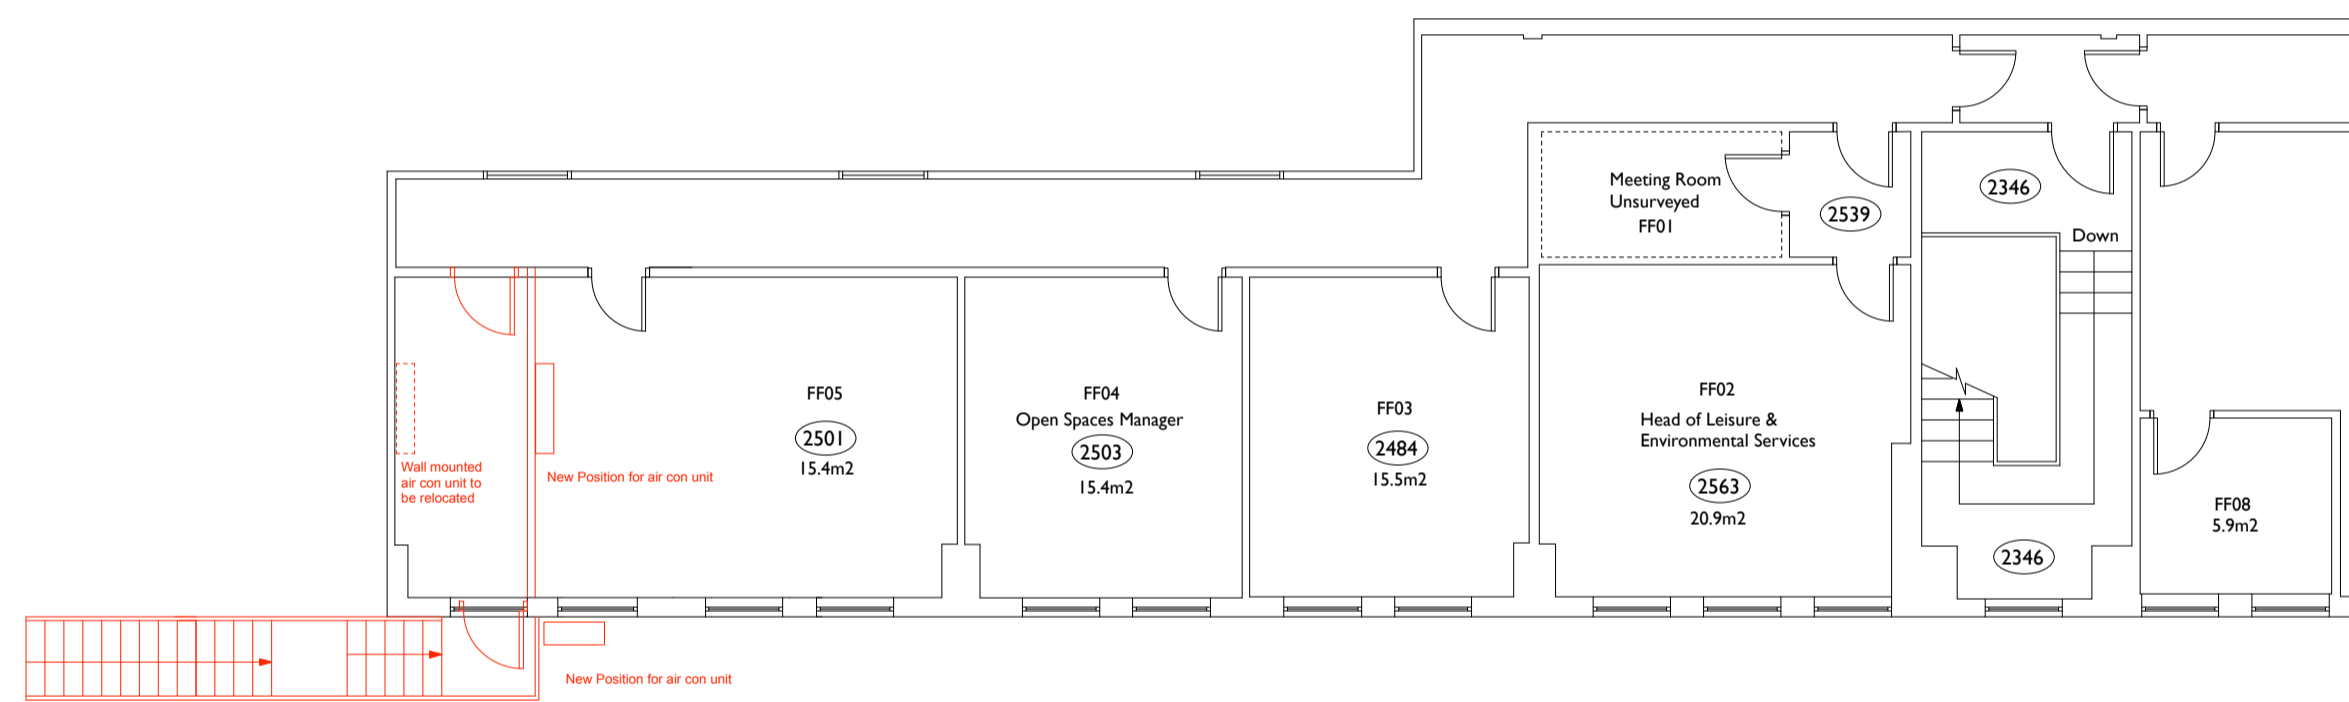 Meeting Room
Unsurveyed
FF01
2539
2346
Down
FF05
2501
15.4m2
FF04
Open Spaces Manager
2503
15.4m2
FF03
2484
15.5m2
FF02
Head of Leisure &
Environmental Services
2563
20.9m2
2346
FF08
5.9m2
Wall mounted
air con unit to
be relocated
New Position for air con unit
New Position for air con unit